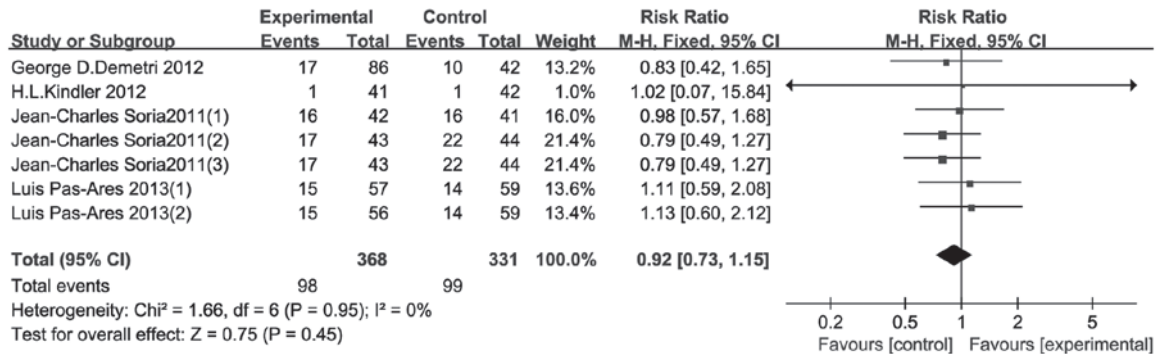 Experimental Control Risk Ratio Risk Ratio
Study or Subgroup Events Total Events Total Weight M-H, Fixed, 95% CI M-H, Fixed, 95% CI
George D.Demetri 2012 17 86 10 42 13.2% 0.83 [0.42, 1.65]
H.L.Kindler 2012 1 41 1 42 1.0% 1.02 [0.07, 15.84]
Jean-Charles Soria2011(1) 16 42 16 41 16.0% 0.98 [0.57, 1.68]
Jean-Charles Soria2011(2) 17 43 22 44 21.4% 0.79 [0.49, 1.27]
Jean-Charles Soria2011(3) 17 43 22 44 21.4% 0.79 [0.49, 1.27]
Luis Pas-Ares 2013(1) 15 57 14 59 13.6% 1.11 [0.59, 2.08]
Luis Pas-Ares 2013(2) 15 56 14 59 13.4% 1.13 [0.60, 2.12]
Total (95% CI) 368 331 100.0% 0.92 [0.73, 1.15]
Total events 98 99
Heterogeneity: Chi² = 1.66, df = 6 (P = 0.95); I² = 0%
Test for overall effect: Z = 0.75 (P = 0.45)
0.2 0.5 1 2 5
Favours [control] Favours [experimental]